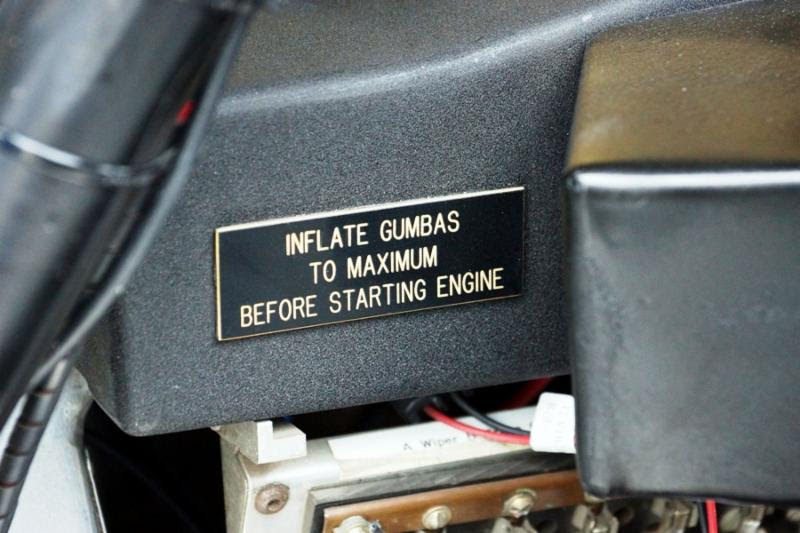 INFLATE GUMBAS
TO MAXIMUM
BEFORE STARTING ENGINE
A Wiper